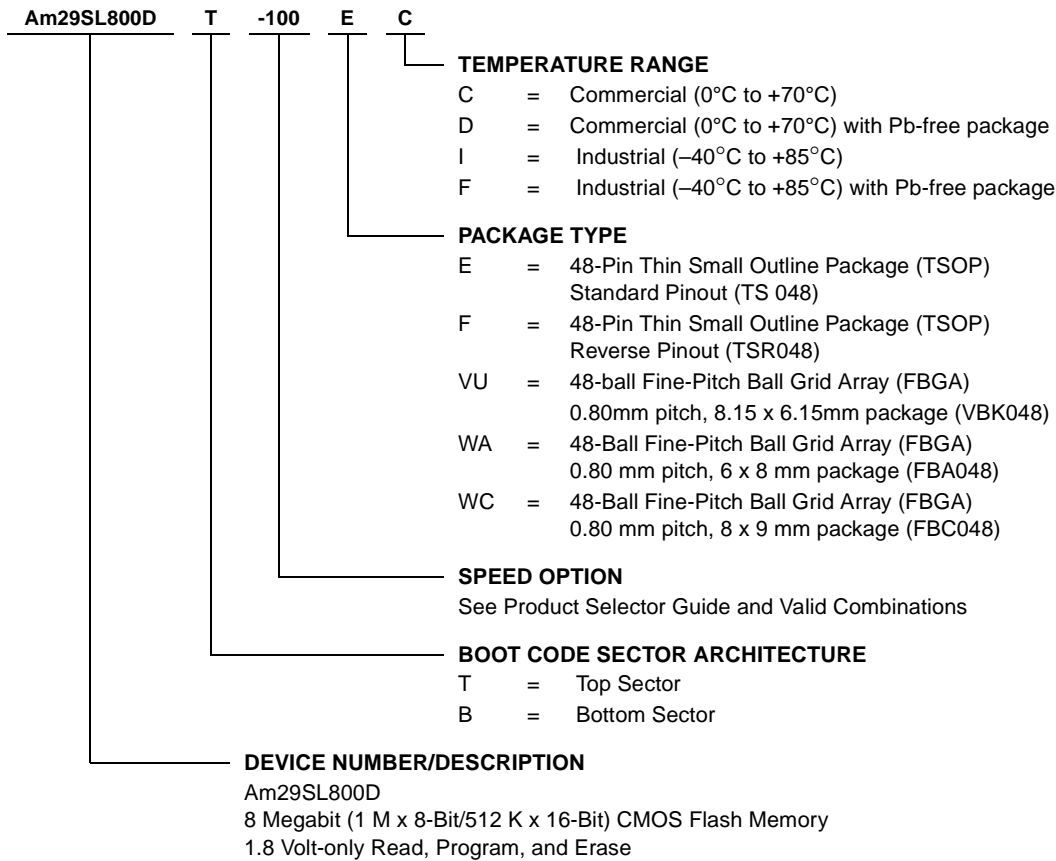 Am29SL800D T -100 E C
TEMPERATURE RANGE
C = Commercial (0°C to +70°C)
D = Commercial (0°C to +70°C) with Pb-free package
I = Industrial (–40°C to +85°C)
F = Industrial (–40°C to +85°C) with Pb-free package
PACKAGE TYPE
E = 48-Pin Thin Small Outline Package (TSOP)
Standard Pinout (TS 048)
F = 48-Pin Thin Small Outline Package (TSOP)
Reverse Pinout (TSR048)
VU = 48-ball Fine-Pitch Ball Grid Array (FBGA)
0.80mm pitch, 8.15 x 6.15mm package (VBK048)
WA = 48-Ball Fine-Pitch Ball Grid Array (FBGA)
0.80 mm pitch, 6 x 8 mm package (FBA048)
WC = 48-Ball Fine-Pitch Ball Grid Array (FBGA)
0.80 mm pitch, 8 x 9 mm package (FBC048)
SPEED OPTION
See Product Selector Guide and Valid Combinations
BOOT CODE SECTOR ARCHITECTURE
T = Top Sector
B = Bottom Sector
DEVICE NUMBER/DESCRIPTION
Am29SL800D
8 Megabit (1 M x 8-Bit/512 K x 16-Bit) CMOS Flash Memory
1.8 Volt-only Read, Program, and Erase